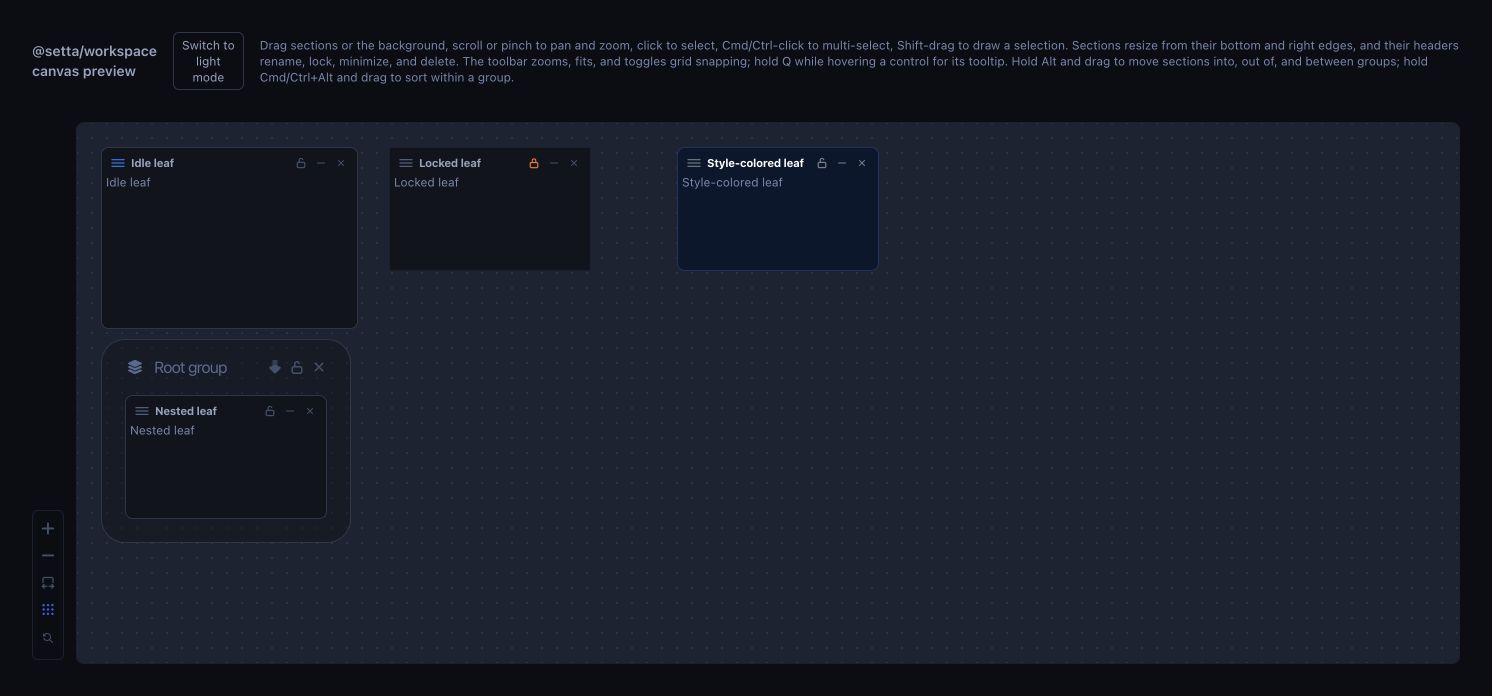 @setta/workspace
canvas preview
Switch to
light
mode
Drag sections or the background, scroll or pinch to pan and zoom, click to select, Cmd/Ctrl-click to multi-select, Shift-drag to draw a selection. Sections resize from their bottom and right edges, and their headers
rename, lock, minimize, and delete. The toolbar zooms, fits, and toggles grid snapping; hold Q while hovering a control for its tooltip. Hold Alt and drag to move sections into, out of, and between groups; hold
Cmd/Ctrl+Alt and drag to sort within a group.
Idle leaf
Idle leaf
Locked leaf
Locked leaf
Style-colored leaf
Style-colored leaf
Root group
Nested leaf
Nested leaf